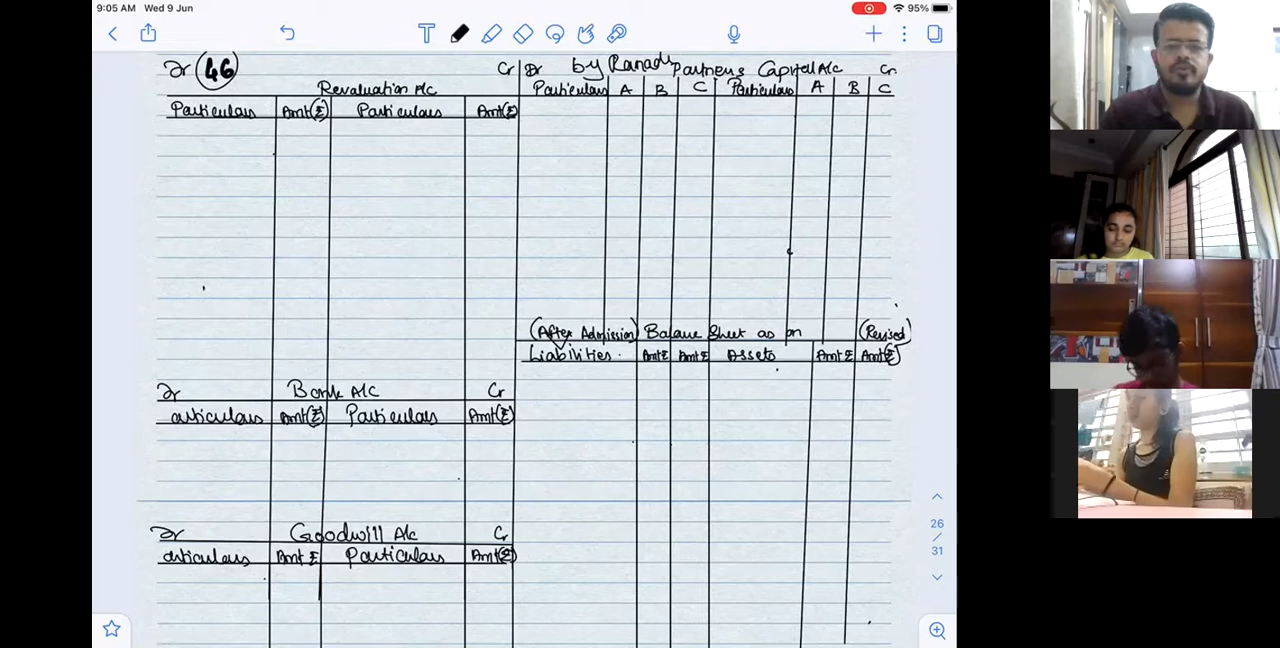 9:05 AM Wed 9 Jun
95%
Dr 46 Cr
Revaluation A/c
Particulars Amt(₹) Particulars Amt(₹)
Dr by Ranade Partners Capital A/c Cr
Particulars A B C Particulars A B C
(After Admission) Balance Sheet as on (Revised)
Liabilities. Amt ₹ Amt ₹ Assets Amt ₹ Amt ₹
Dr Bank A/c Cr
articulars Amt(₹) Particulars Amt(₹)
Dr Goodwill A/c Cr
articulars Amt ₹ Particulars Amt(₹)
26
/
31